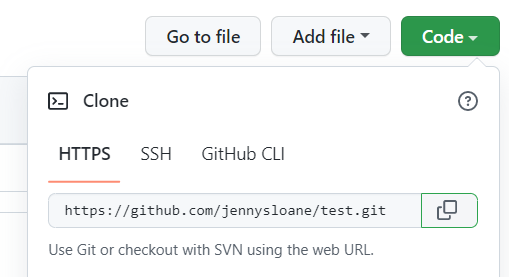 Go to file Add file Code
Clone
HTTPS SSH GitHub CLI
https://github.com/jennysloane/test.git
Use Git or checkout with SVN using the web URL.